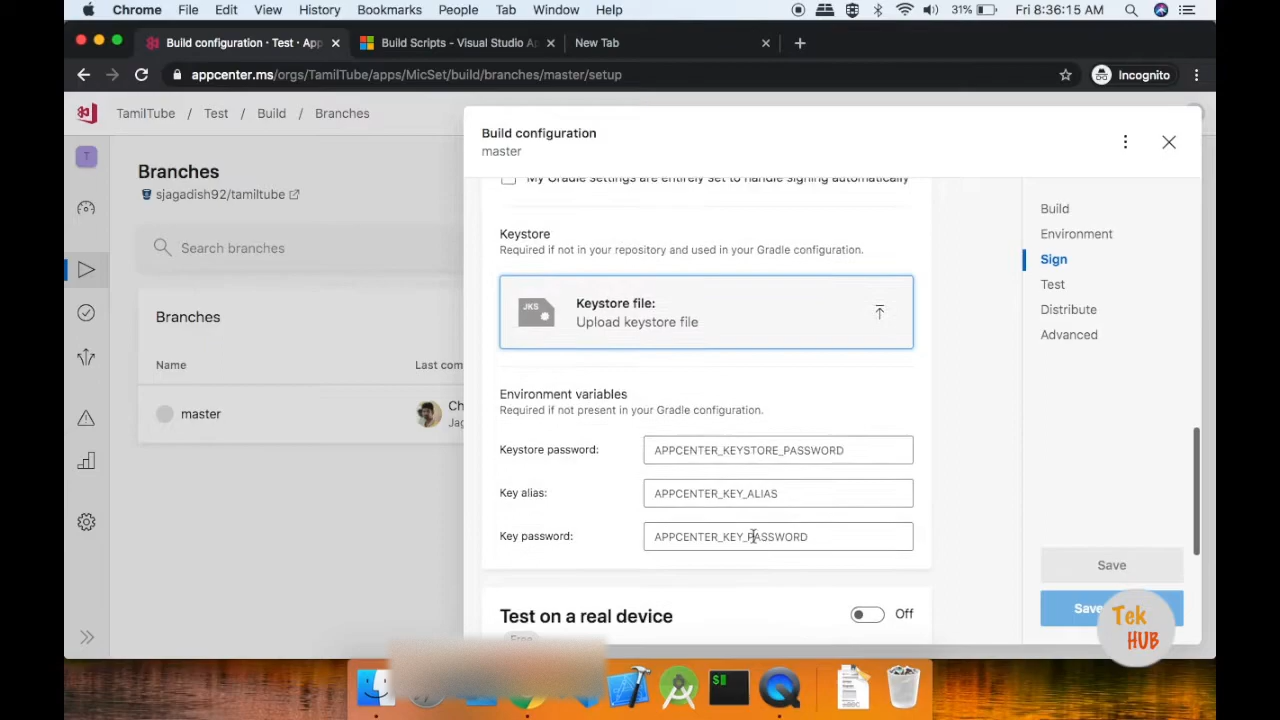 Chrome File Edit View History Bookmarks People Tab Window Help 31% Fri 8:36:15 AM
Build configuration · Test · App
Build Scripts - Visual Studio A
New Tab
appcenter.ms/orgs/TamilTube/apps/MicSet/build/branches/master/setup
Incognito
TamilTube / Test / Build / Branches
T
Branches
sjagadish92/tamiltube
Search branches
Branches
Name Last com
master Ch
Jag
Build configuration
master
My Gradle settings are entirely set to handle signing automatically
Keystore
Required if not in your repository and used in your Gradle configuration.
JKS
Keystore file:
Upload keystore file
Environment variables
Required if not present in your Gradle configuration.
Keystore password: APPCENTER_KEYSTORE_PASSWORD
Key alias: APPCENTER_KEY_ALIAS
Key password: APPCENTER_KEY_PASSWORD
Test on a real device Off
Free
Build
Environment
Sign
Test
Distribute
Advanced
Save
Save
Tek
HUB